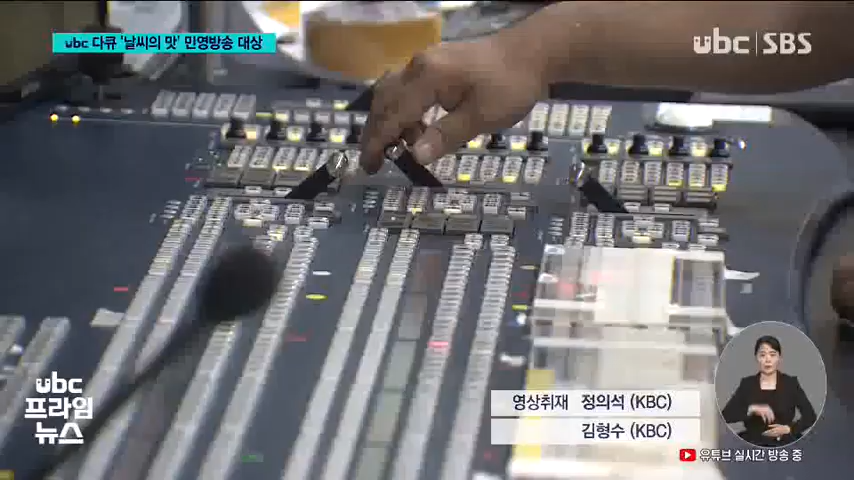 ubc 다큐 '날씨의 맛' 민영방송 대상
ubc SBS
영상취재 정의석 (KBC)
김형수 (KBC)
ubc
프라임
뉴스
유튜브 실시간 방송 중